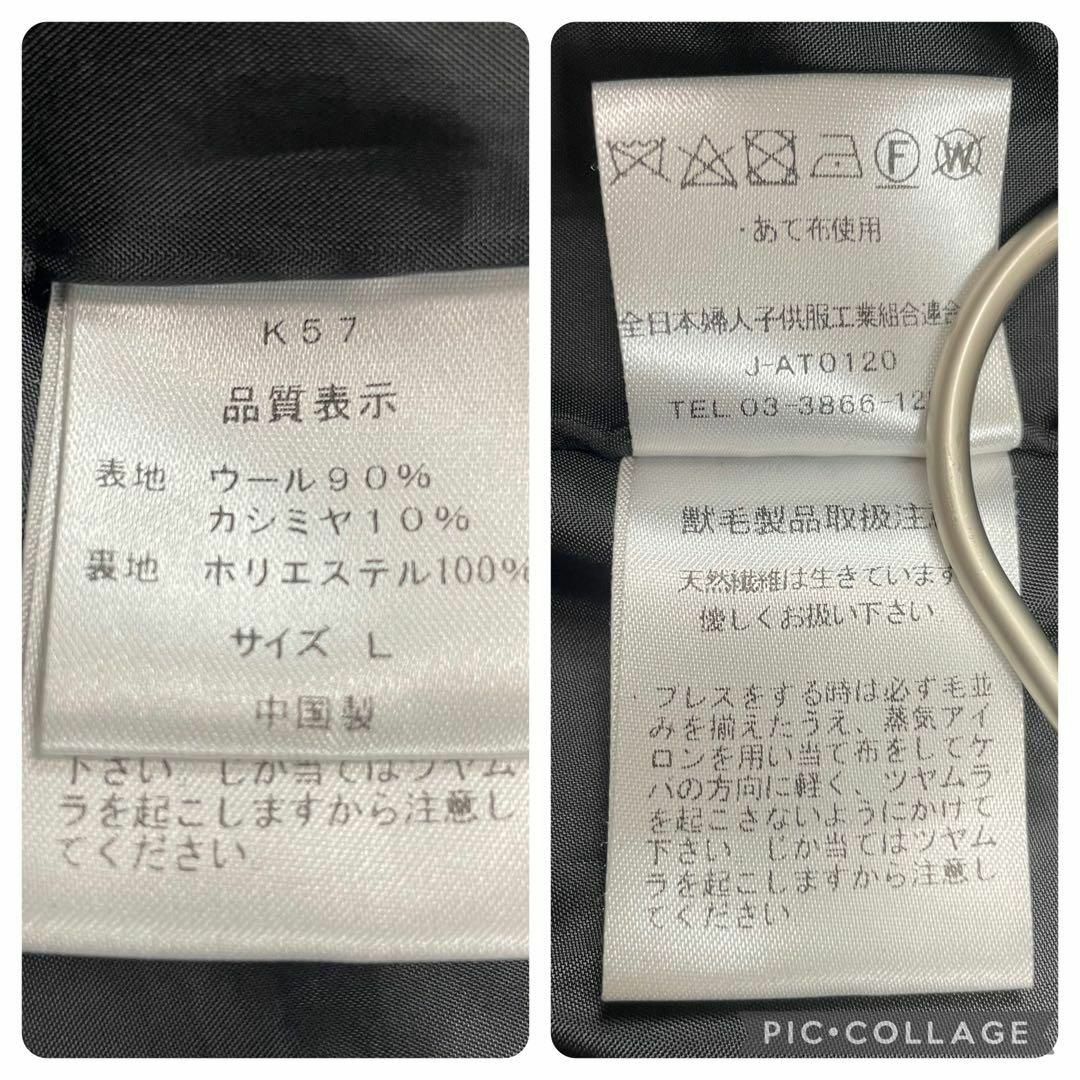 K57
品質表示
表地 ウール90%
カシミヤ10%
裏地 ポリエステル100%
サイズ L
中国製
下さい じか当てはツヤム
ラを起こしますから注意し
てください
F W
・あて布使用
全日本婦人子供服工業組合連合
J-AT0120
TEL 03-3866-12
獣毛製品取扱注
天然繊維は生きています
優しくお扱い下さい
・プレスをする時は必ず毛並
みを揃えたうえ、蒸気アイ
ロンを用い当て布をしてケ
バの方向に軽く、ツヤムラ
を起こさないようにかけて
下さい じか当てはツヤム
ラを起こしますから注意し
てください
PIC•COLLAGE